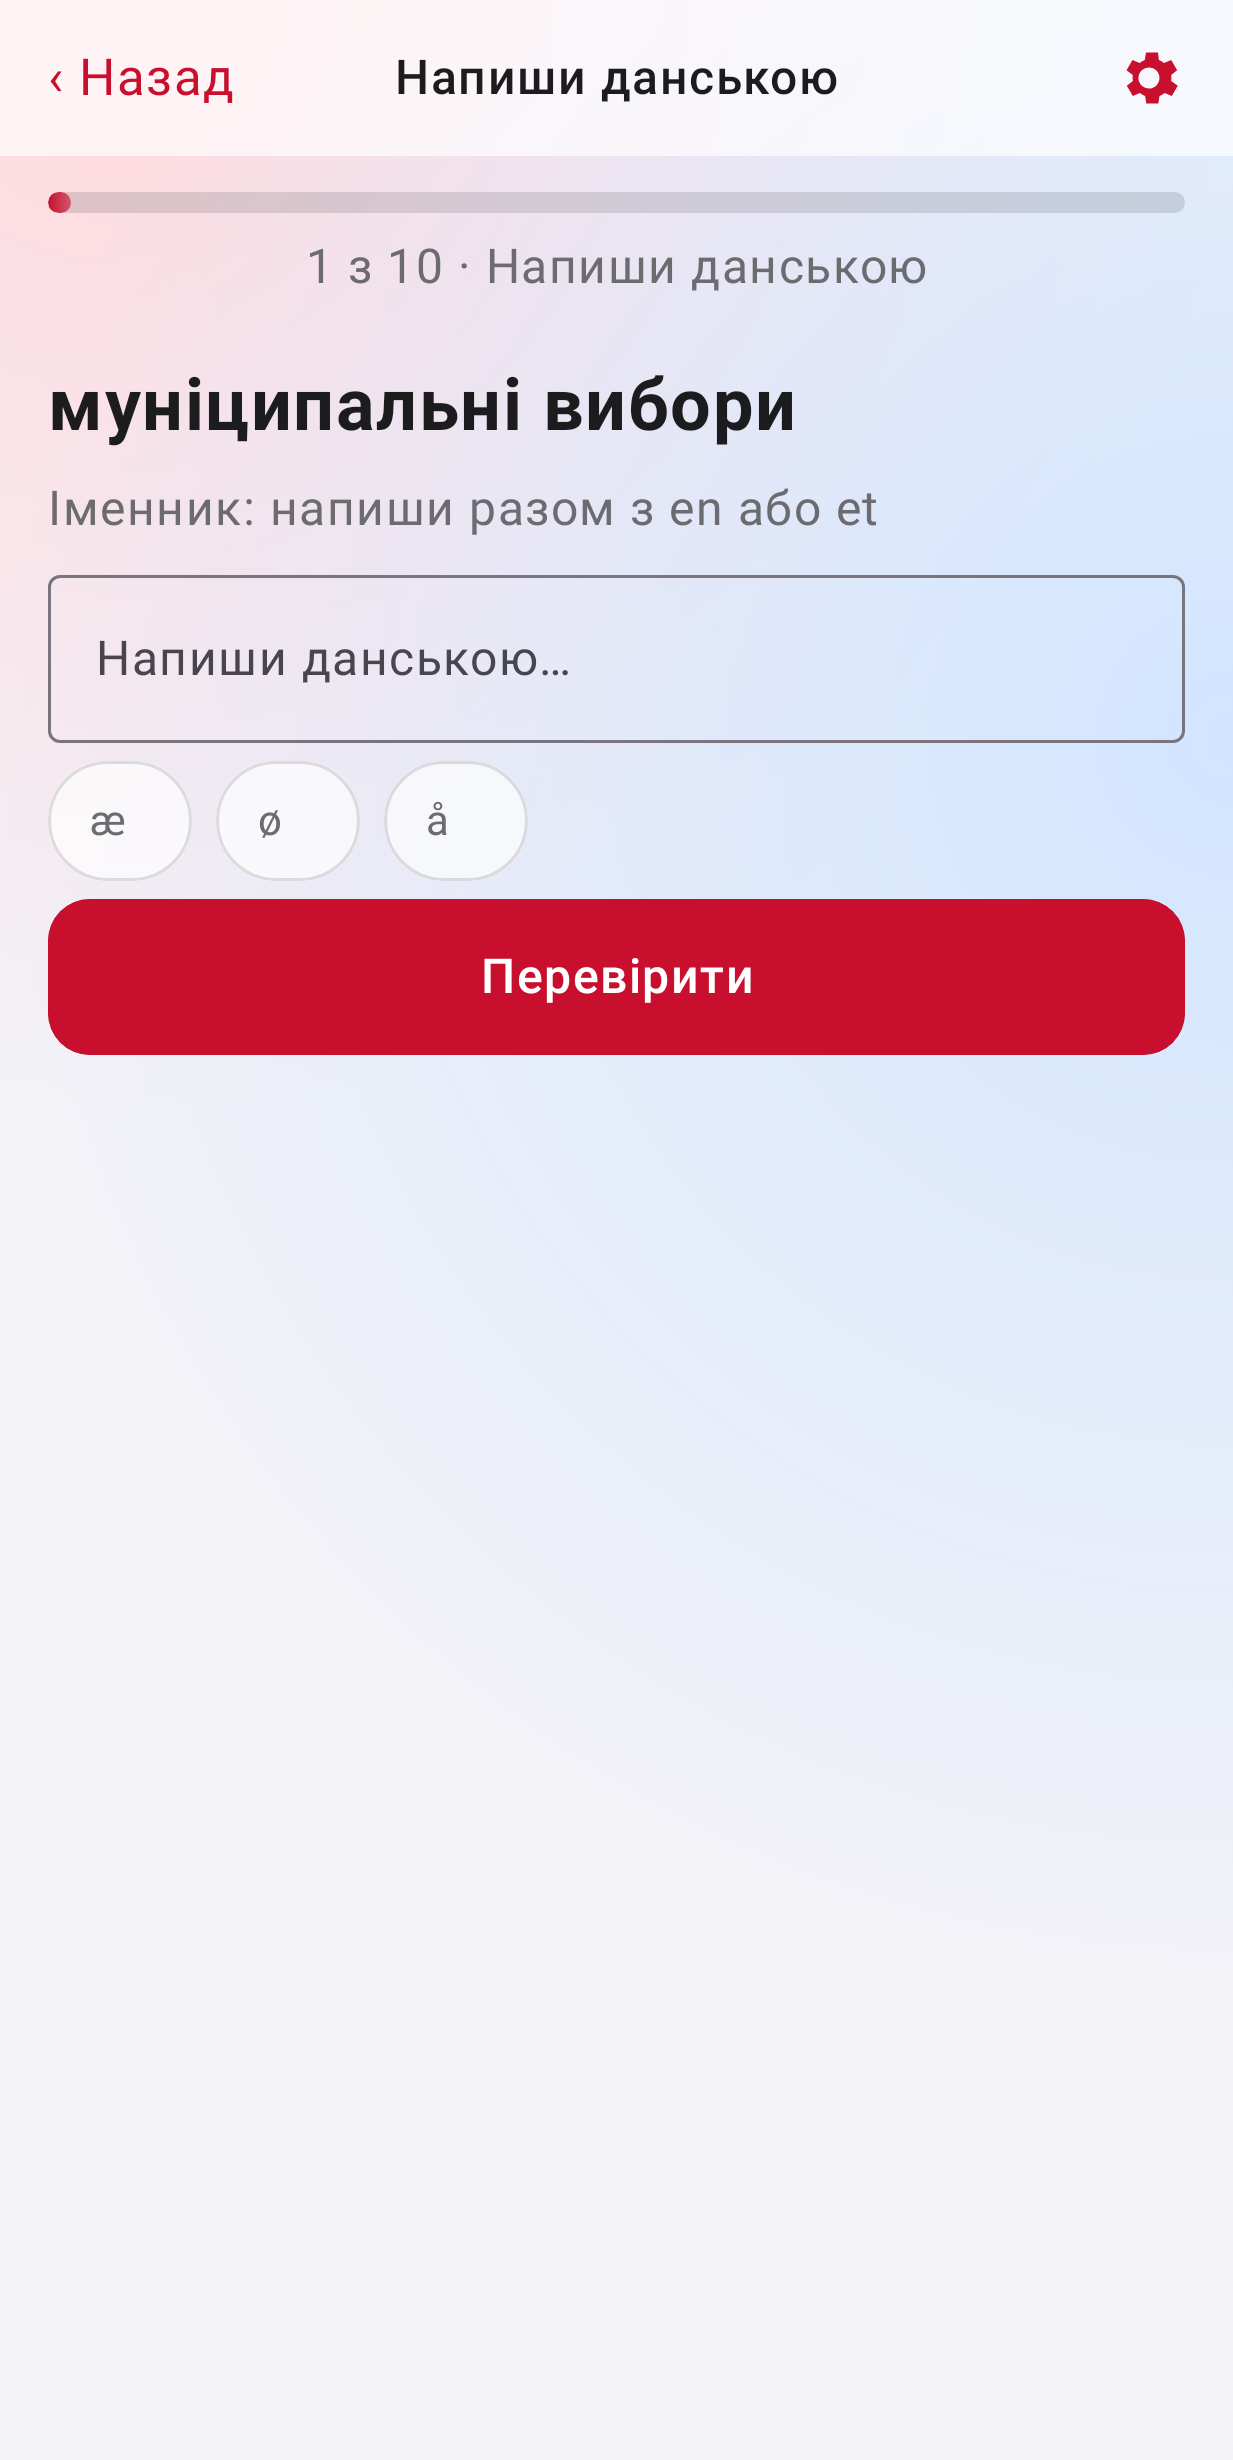 ‹ Назад
Напиши данською
1 з 10 · Напиши данською
муніципальні вибори
Іменник: напиши разом з en або et
Напиши данською…
æ
ø
å
Перевірити